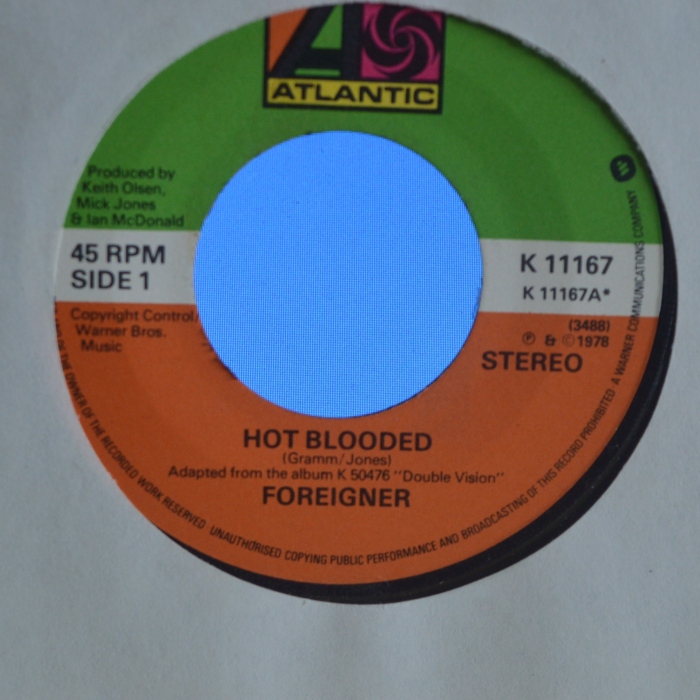 ATLANTIC
Produced by
Keith Olsen,
Mick Jones
& Ian McDonald
45 RPM
SIDE 1
K 11167
K 11167A*
Copyright Control/
Warner Bros.
Music
(3488)
℗ & © 1978
STEREO
HOT BLOODED
(Gramm/Jones)
Adapted from the album K 50476 "Double Vision"
FOREIGNER
OF THE OWNER OF THE RECORDED WORK RESERVED UNAUTHORISED COPYING PUBLIC PERFORMANCE AND BROADCASTING OF THIS RECORD PROHIBITED · A WARNER COMMUNICATIONS COMPANY